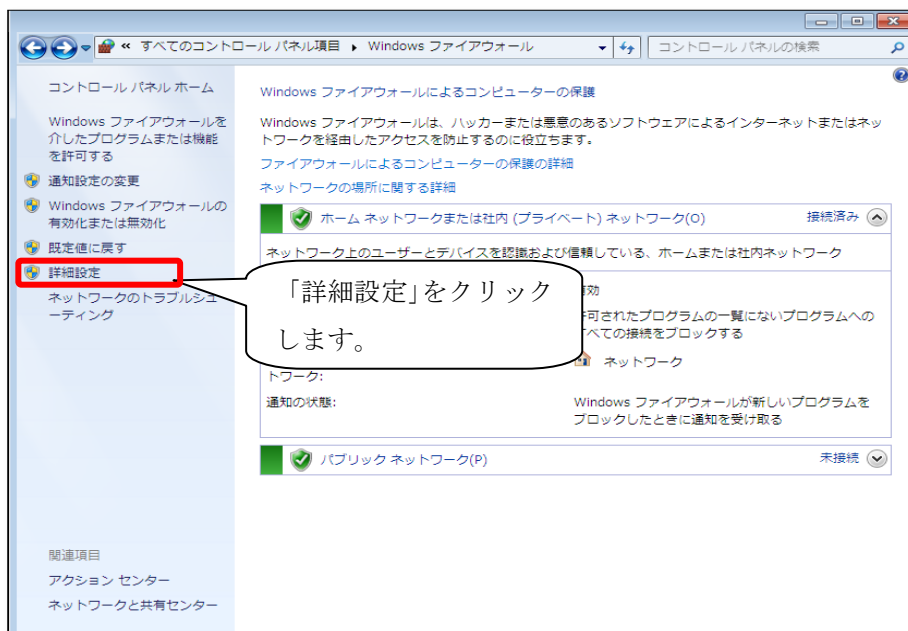 « すべてのコントロール パネル項目 ▸ Windows ファイアウォール
コントロール パネルの検索
コントロール パネル ホーム
Windows ファイアウォールを
介したプログラムまたは機能
を許可する
通知設定の変更
Windows ファイアウォールの
有効化または無効化
既定値に戻す
詳細設定
ネットワークのトラブルシュ
ーティング
関連項目
アクション センター
ネットワークと共有センター
Windows ファイアウォールによるコンピューターの保護
Windows ファイアウォールは、ハッカーまたは悪意のあるソフトウェアによるインターネットまたはネッ
トワークを経由したアクセスを防止するのに役立ちます。
ファイアウォールによるコンピューターの保護の詳細
ネットワークの場所に関する詳細
ホーム ネットワークまたは社内 (プライベート) ネットワーク(O) 接続済み
ネットワーク上のユーザーとデバイスを認識および信頼している、ホームまたは社内ネットワーク
「詳細設定」をクリック
します。
効
可されたプログラムの一覧にないプログラムへの
べての接続をブロックする
ネットワーク
トワーク:
通知の状態: Windows ファイアウォールが新しいプログラムを
ブロックしたときに通知を受け取る
パブリック ネットワーク(P) 未接続